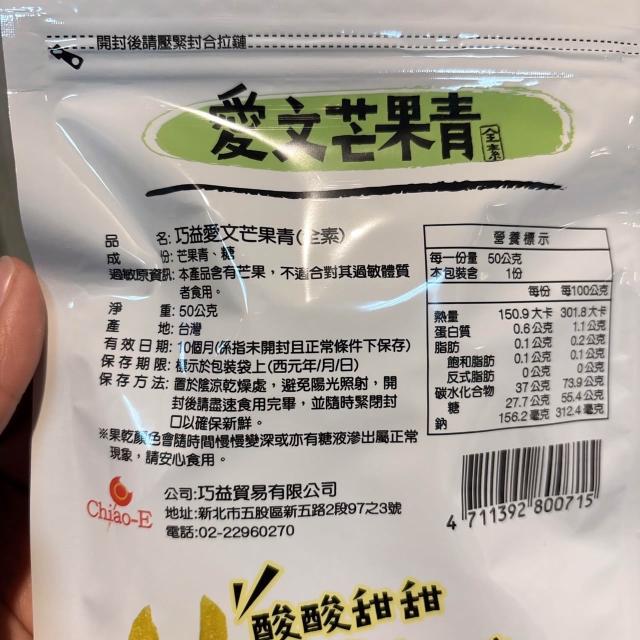 開封後請壓緊封合拉鏈
愛文芒果青
全素
品 名: 巧益愛文芒果青(全素)
成 份: 芒果青、糖
過敏原資訊: 本產品含有芒果，不適合對其過敏體質
者食用。
淨 重: 50公克
產 地: 台灣
有效日期: 10個月(係指未開封且正常條件下保存)
保存期限: 標示於包裝袋上(西元年/月/日)
保存方法: 置於陰涼乾燥處，避免陽光照射，開
封後請盡速食用完畢，並隨時緊閉封
口以確保新鮮。
※果乾顏色會隨時間慢慢變深或亦有糖液滲出屬正常
現象，請安心食用。
營養標示
每一份量 50公克
本包裝含 1份
每份 每100公克
熱量 150.9大卡 301.8大卡
蛋白質 0.6公克 1.1公克
脂肪 0.1公克 0.2公克
飽和脂肪 0.1公克 0.1公克
反式脂肪 0公克 0公克
碳水化合物 37公克 73.9公克
糖 27.7公克 55.4公克
鈉 156.2毫克 312.4毫克
4 711392 800715
Chiao-E
公司: 巧益貿易有限公司
地址: 新北市五股區新五路2段97之3號
電話: 02-22960270
酸酸甜甜